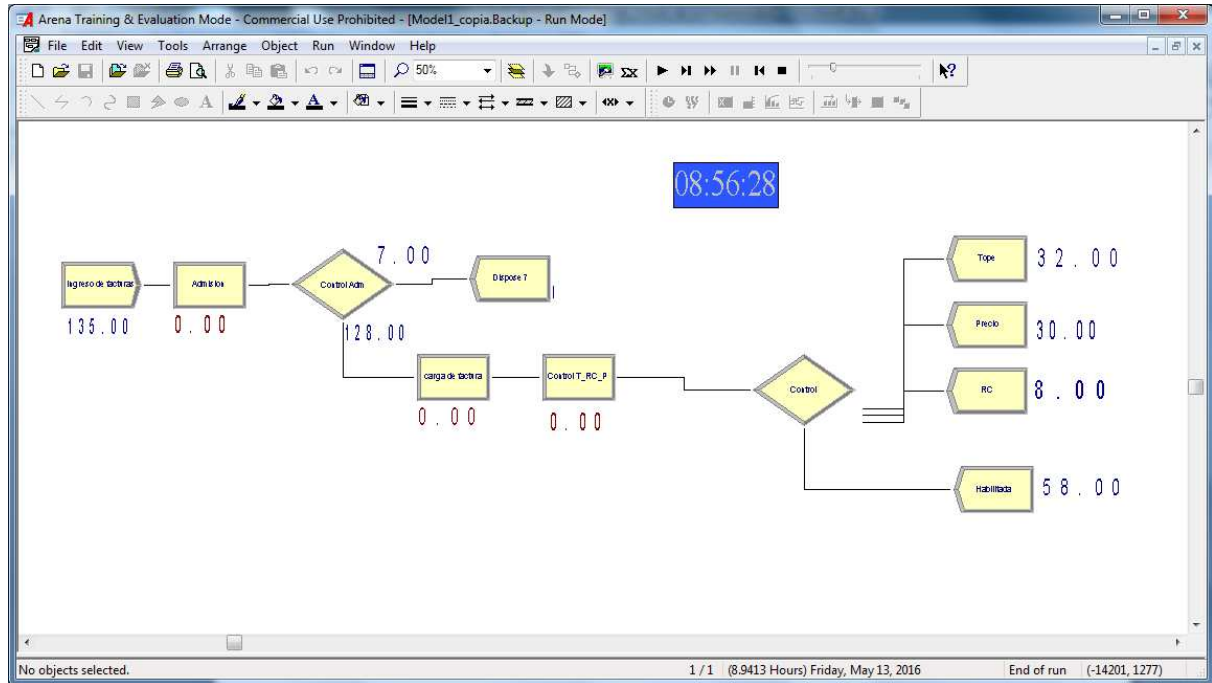 Arena Training & Evaluation Mode - Commercial Use Prohibited - [Model1_copia.Backup - Run Mode]
File Edit View Tools Arrange Object Run Window Help
50%
08:56:28
Ingreso de facturas
135.00
Admision
0.00
Control Adm
7.00
128.00
Dispose 7
carga de factura
0.00
Control T_RC_P
0.00
Control
Tope
32.00
Precio
30.00
RC
8.00
Habilitada
58.00
No objects selected.
1 / 1 (8.9413 Hours) Friday, May 13, 2016 End of run (-14201, 1277)